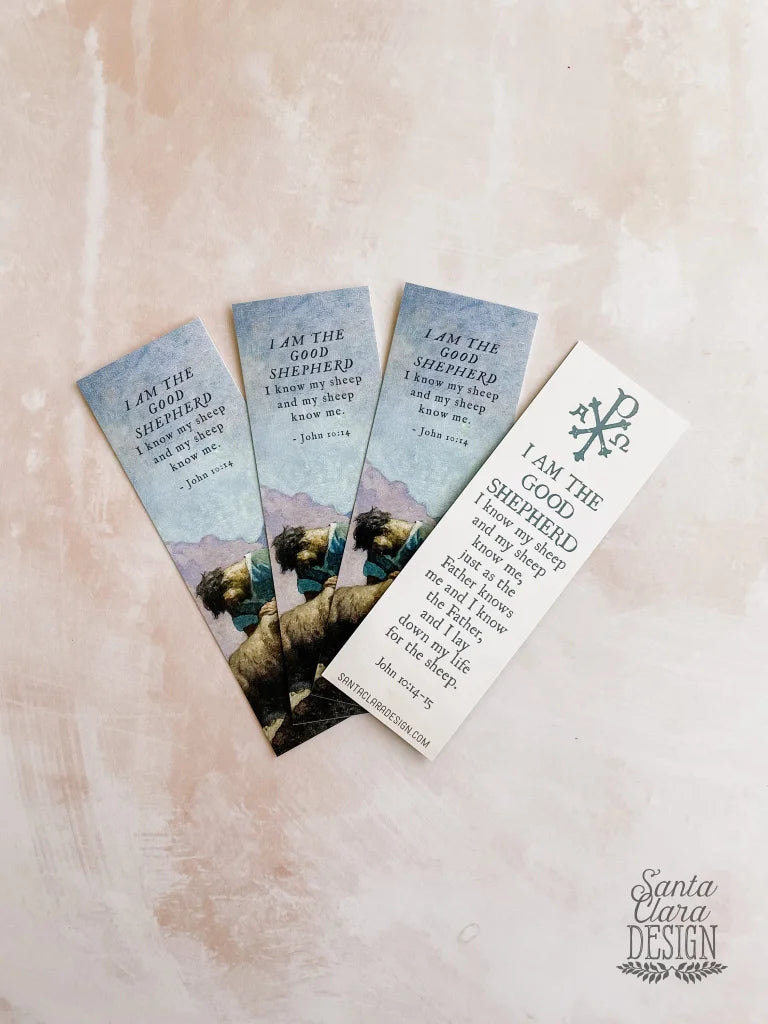 I AM THE
GOOD
SHEPHERD
I know my sheep
and my sheep
know me.
- John 10:14
I AM THE
GOOD
SHEPHERD
I know my sheep
and my sheep
know me.
- John 10:14
I AM THE
GOOD
SHEPHERD
I know my sheep
and my sheep
know me.
- John 10:14
Α Ω
I AM THE
GOOD
SHEPHERD
I know my sheep
and my sheep
know me,
just as the
Father knows
me and I know
the Father,
and I lay
down my life
for the sheep.
John 10:14-15
SANTACLARADESIGN.COM
Santa
Clara
DESIGN